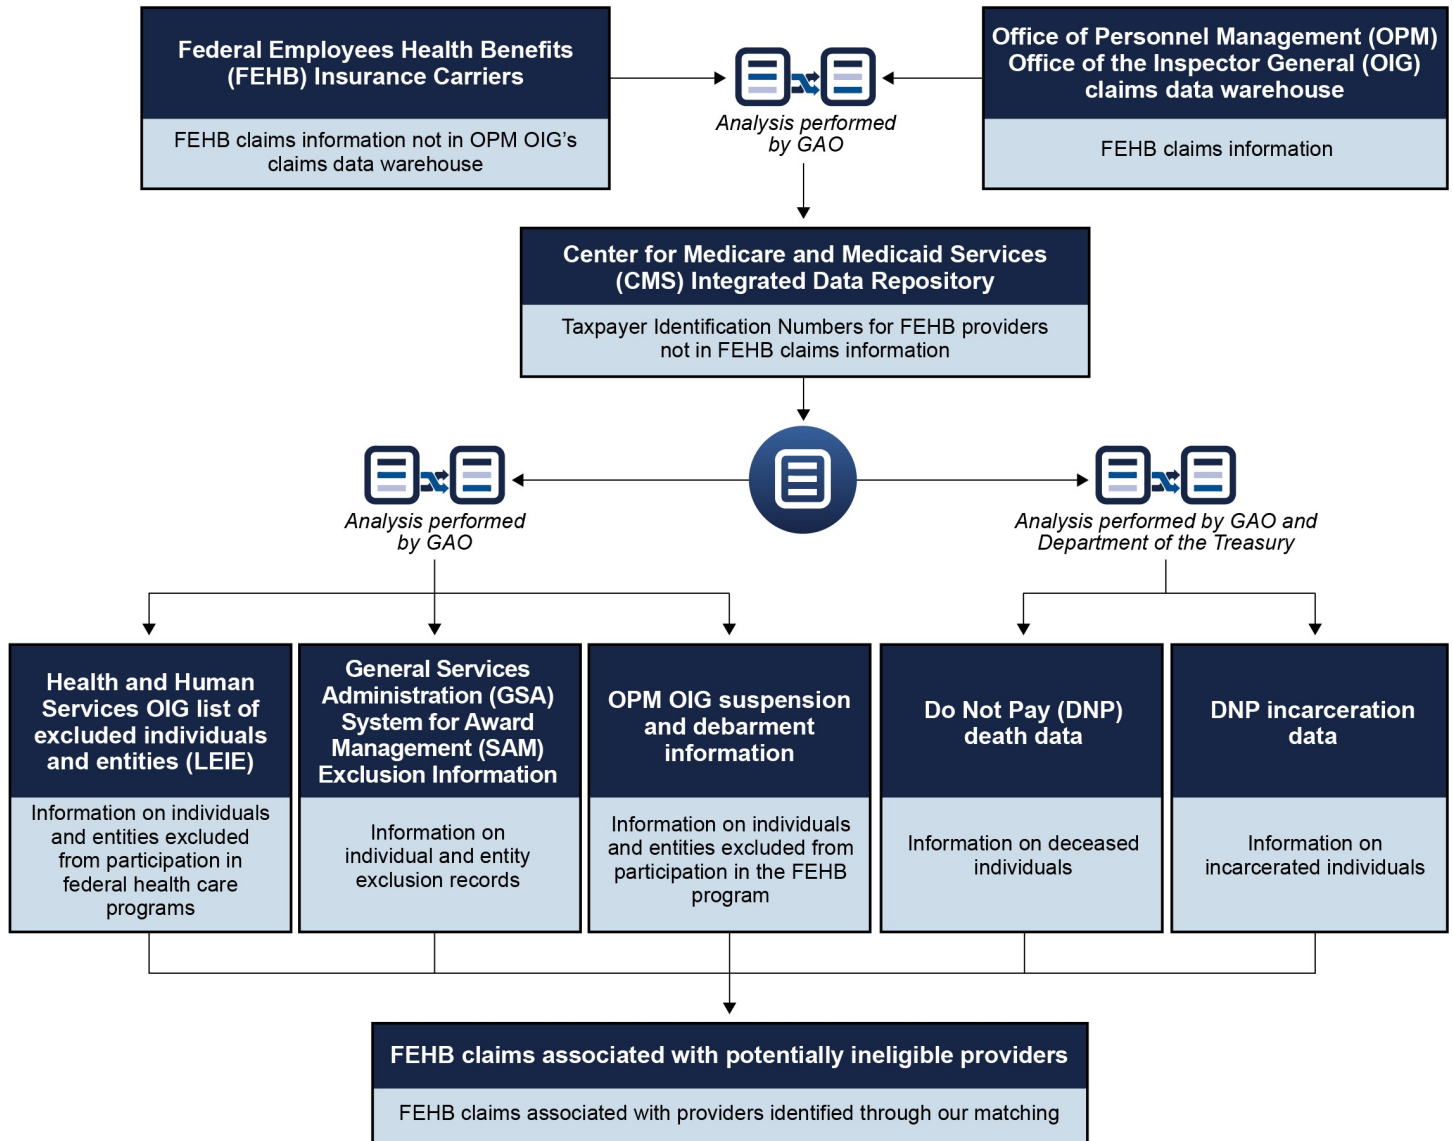 Federal Employees Health Benefits
(FEHB) Insurance Carriers
FEHB claims information not in OPM OIG’s
claims data warehouse
Analysis performed
by GAO
Office of Personnel Management (OPM)
Office of the Inspector General (OIG)
claims data warehouse
FEHB claims information
Center for Medicare and Medicaid Services
(CMS) Integrated Data Repository
Taxpayer Identification Numbers for FEHB providers
not in FEHB claims information
Analysis performed
by GAO
Analysis performed by GAO and
Department of the Treasury
Health and Human
Services OIG list of
excluded individuals
and entities (LEIE)
Information on individuals
and entities excluded
from participation in
federal health care
programs
General Services
Administration (GSA)
System for Award
Management (SAM)
Exclusion Information
Information on
individual and entity
exclusion records
OPM OIG suspension
and debarment
information
Information on individuals
and entities excluded from
participation in the FEHB
program
Do Not Pay (DNP)
death data
Information on deceased
individuals
DNP incarceration
data
Information on
incarcerated individuals
FEHB claims associated with potentially ineligible providers
FEHB claims associated with providers identified through our matching